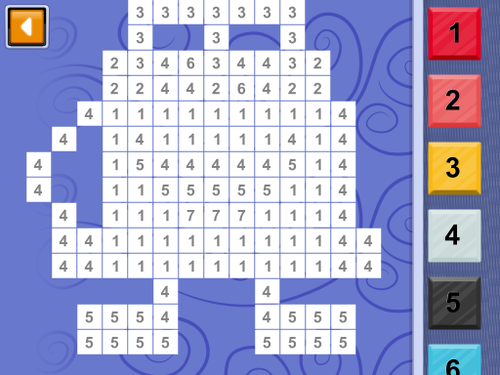 3 3 3 3 3 3 3
3 3 3
2 3 4 6 3 4 4 3 2
2 2 4 4 2 6 4 2 2
4 1 1 1 1 1 1 1 1 1 4
4 1 4 1 1 1 1 1 4 1 4
4 1 5 4 4 4 4 4 5 1 4
4 1 1 5 5 5 5 5 1 1 4
4 1 1 1 7 7 7 1 1 1 4
4 4 1 1 1 1 1 1 1 1 1 4 4
4 4 1 1 1 1 1 1 1 1 1 4 4
4 4
5 5 5 4 4 5 5 5
5 5 5 5 5 5 5 5
1
2
3
4
5
6